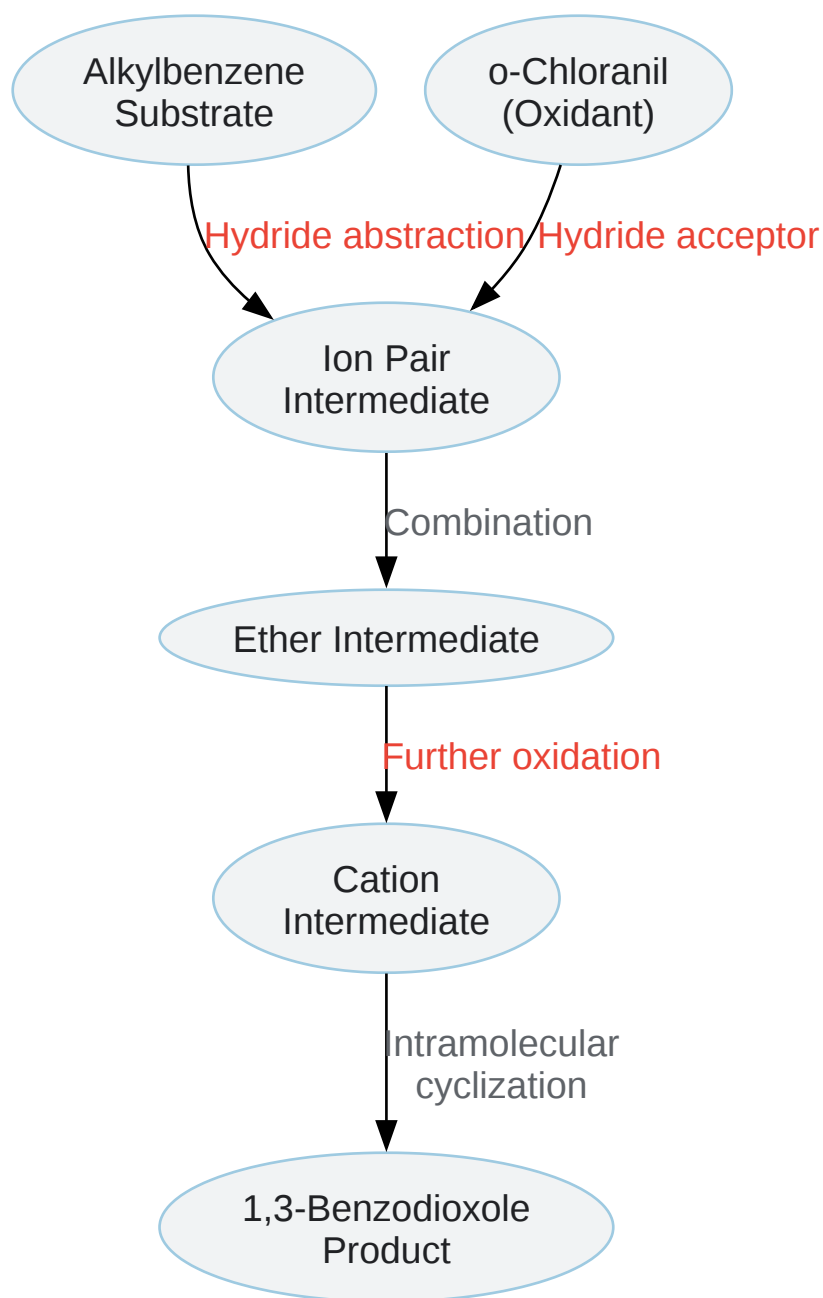 Alkylbenzene
Substrate
o-Chloranil
(Oxidant)
Hydride abstraction
Hydride acceptor
Ion Pair
Intermediate
Combination
Ether Intermediate
Further oxidation
Cation
Intermediate
Intramolecular
cyclization
1,3-Benzodioxole
Product